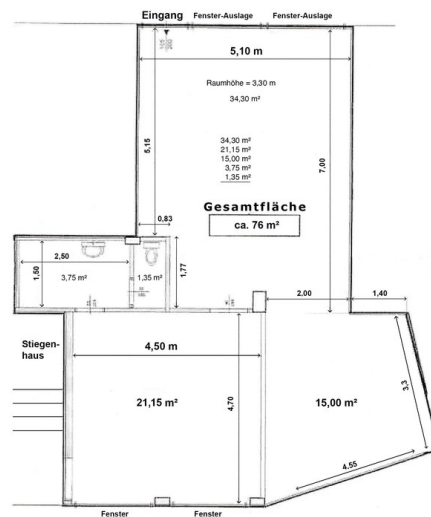 Eingang
Fenster-Auslage
Fenster-Auslage
5,10 m
Raumhöhe = 3,30 m
34,30 m²
5,15
7,00
34,30 m²
21,15 m²
15,00 m²
3,75 m²
1,35 m²
Gesamtfläche
ca. 76 m²
0,83
2,50
1,50
3,75 m²
1,35 m²
1,77
2,00
1,40
Stiegen-
haus
4,50 m
21,15 m²
4,70
15,00 m²
3,3
4,55
Fenster
Fenster